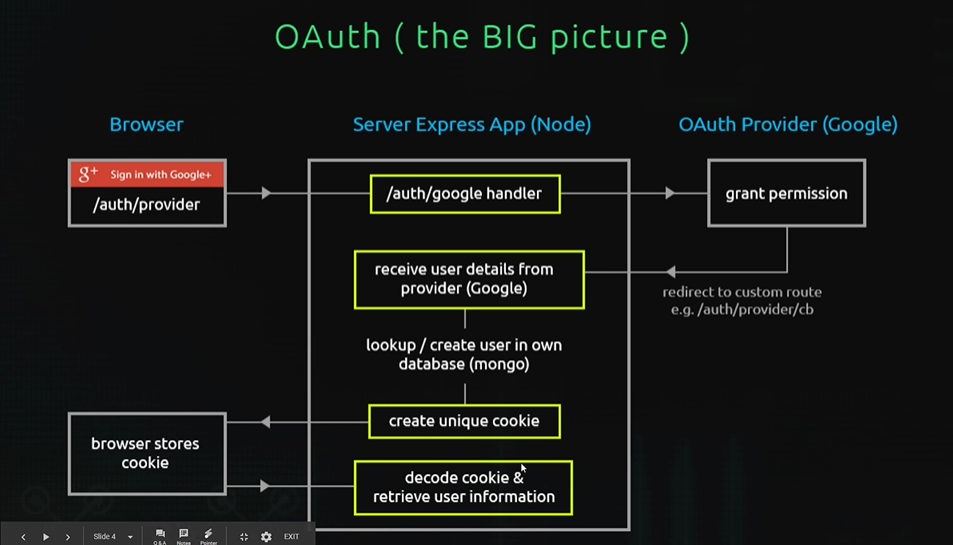 OAuth ( the BIG picture )
Browser
Server Express App (Node)
OAuth Provider (Google)
g+ Sign in with Google+
/auth/provider
/auth/google handler
grant permission
receive user details from
provider (Google)
redirect to custom route
e.g. /auth/provider/cb
lookup / create user in own
database (mongo)
create unique cookie
browser stores
cookie
decode cookie &
retrieve user information
Slide 4
Q & A
Notes
Pointer
EXIT